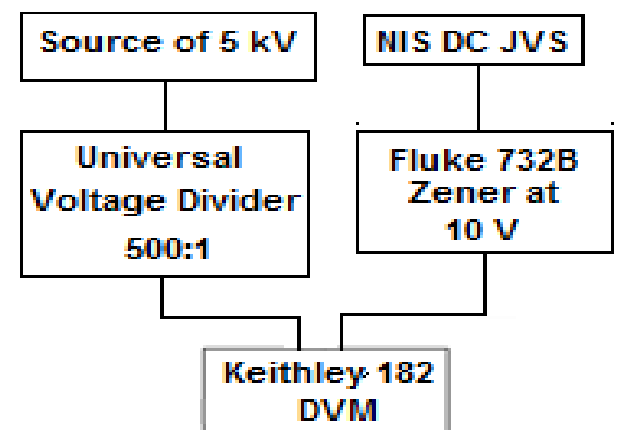 Source of 5 kV
NIS DC JVS
Universal
Voltage Divider
500:1
Fluke 732B
Zener at
10 V
Keithley 182
DVM